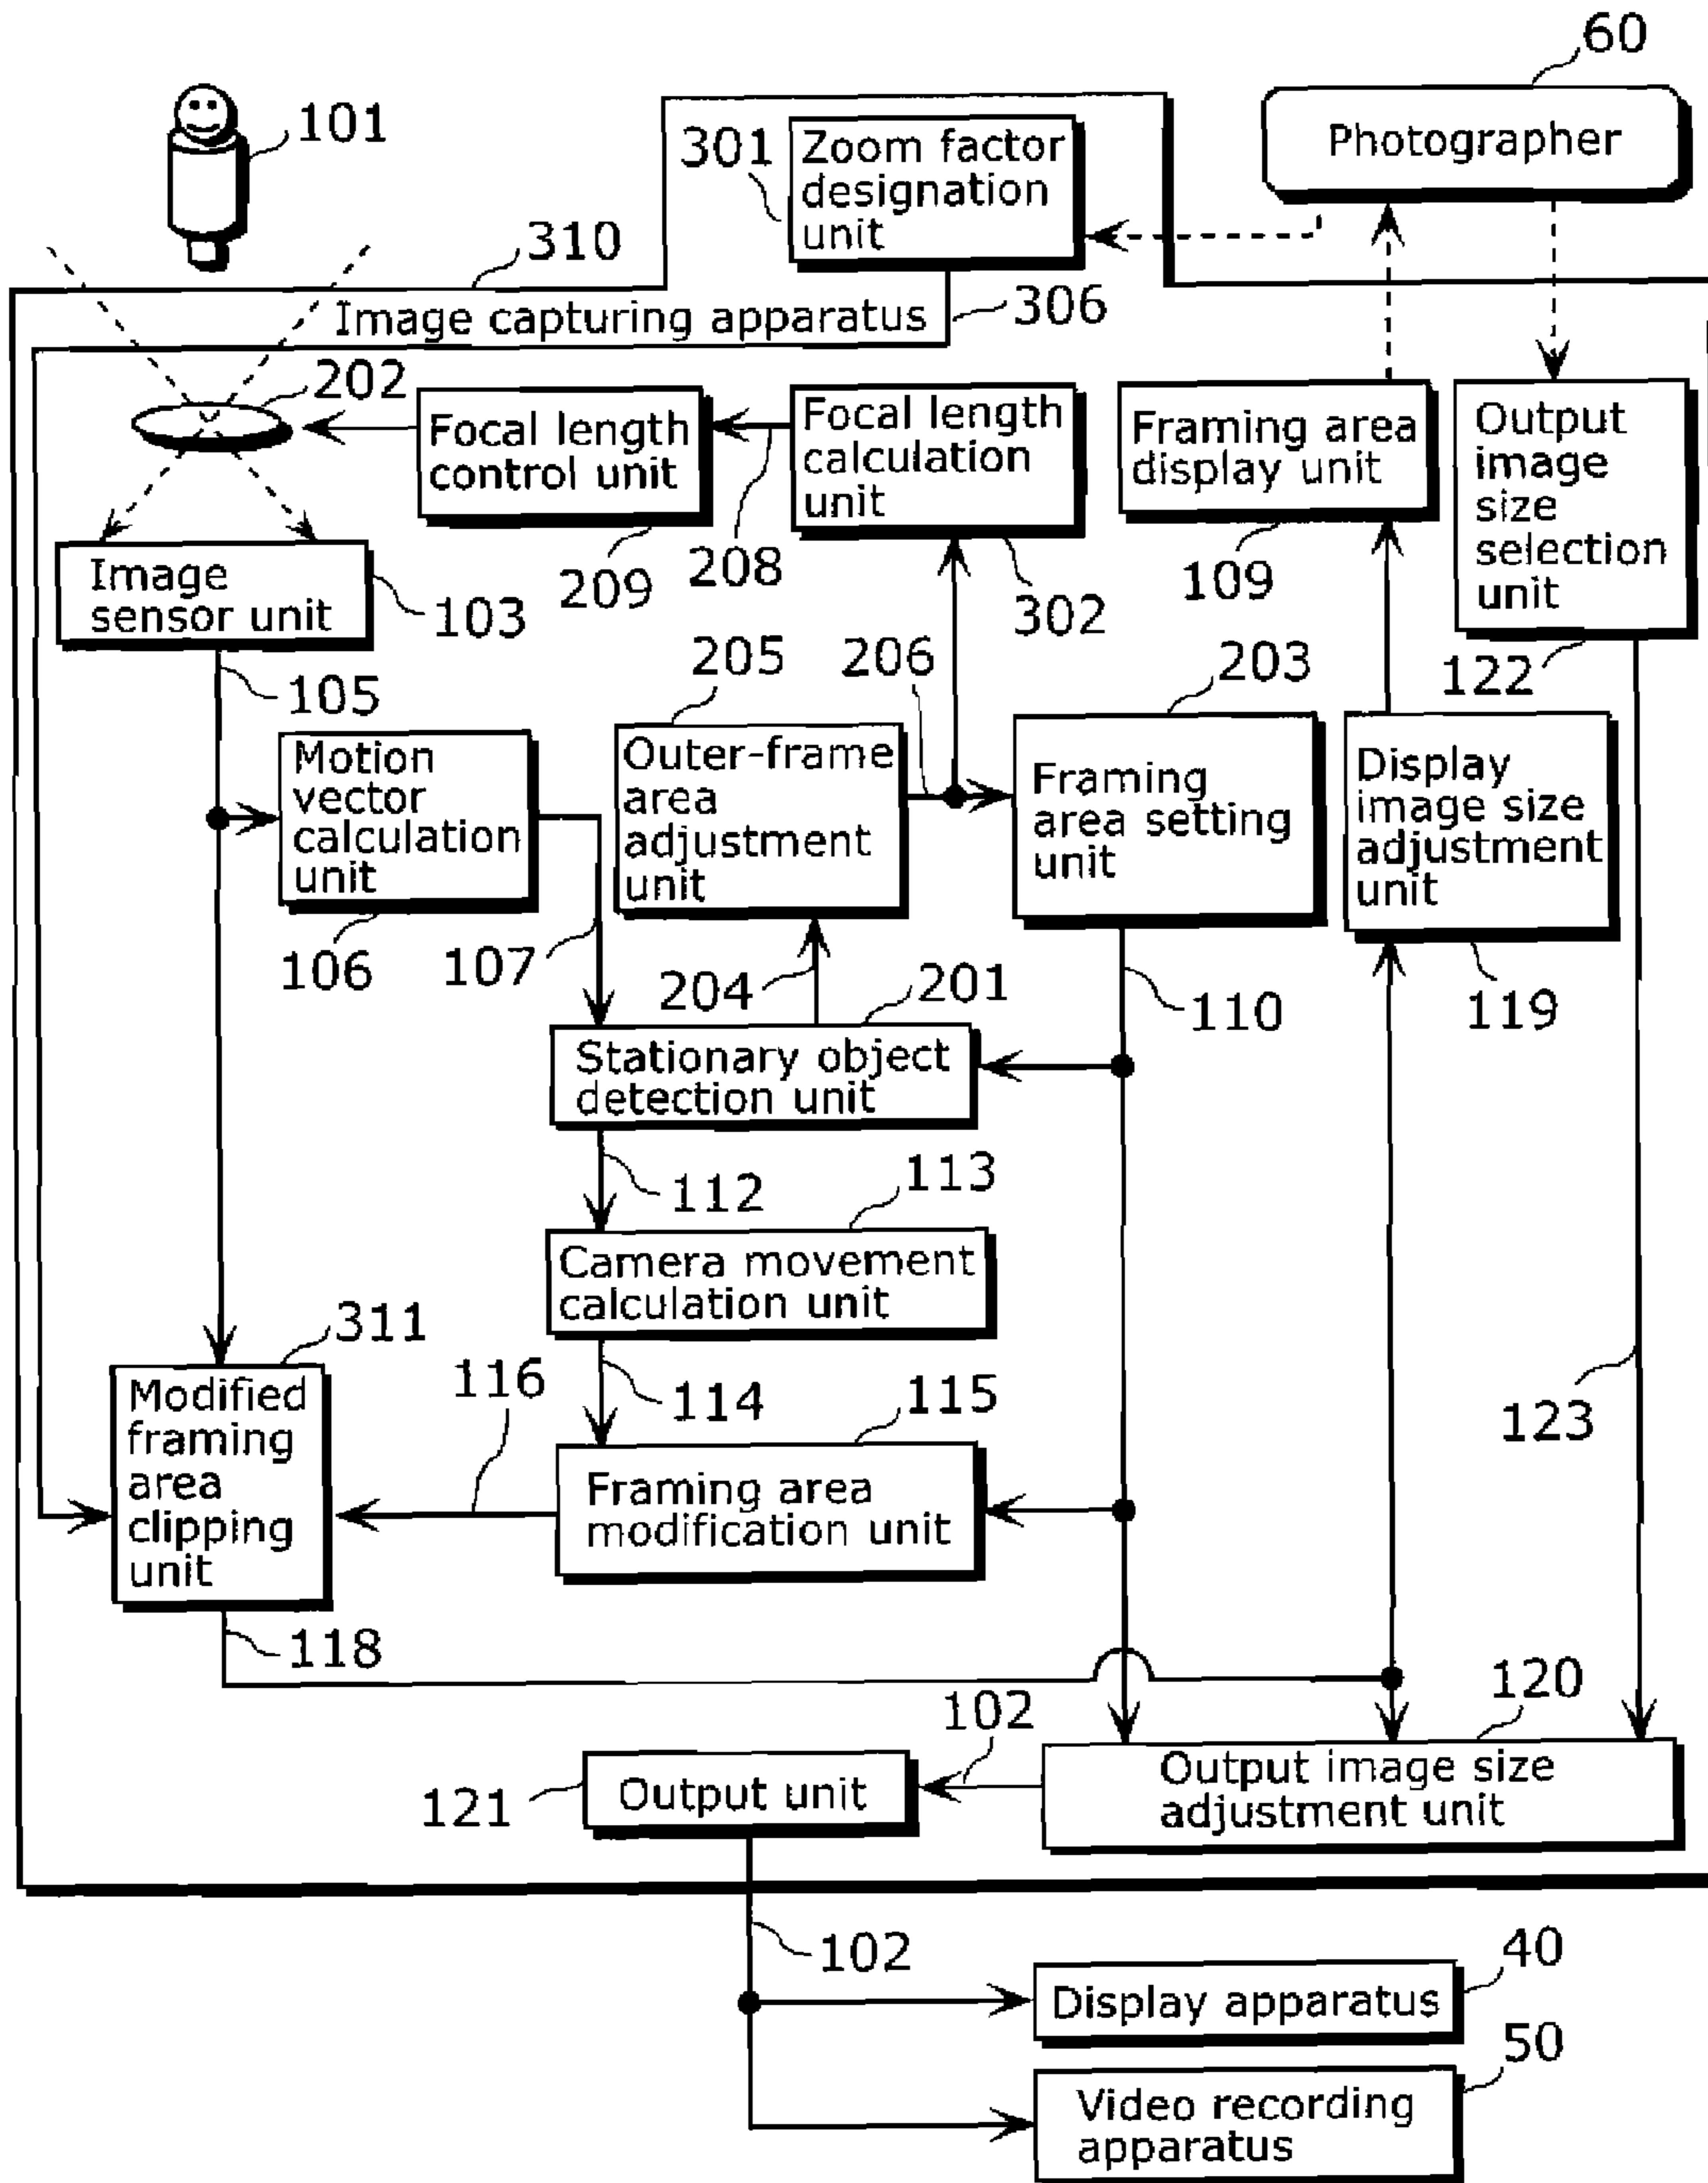 60
101
301
Zoom factor
designation
unit
Photographer
310
Image capturing apparatus
306
202
Focal length
control unit
Focal length
calculation
unit
Framing area
display unit
Output
image
size
selection
unit
208
209
109
302
Image
sensor unit
103
205
206
203
122
105
Motion
vector
calculation
unit
Outer-frame
area
adjustment
unit
Framing
area setting
unit
Display
image size
adjustment
unit
106
107
204
201
110
119
Stationary object
detection unit
112
113
Camera movement
calculation unit
311
Modified
framing
area
clipping
unit
116
114
115
123
Framing area
modification unit
118
120
102
121
Output unit
Output image size
adjustment unit
102
40
Display apparatus
50
Video recording
apparatus